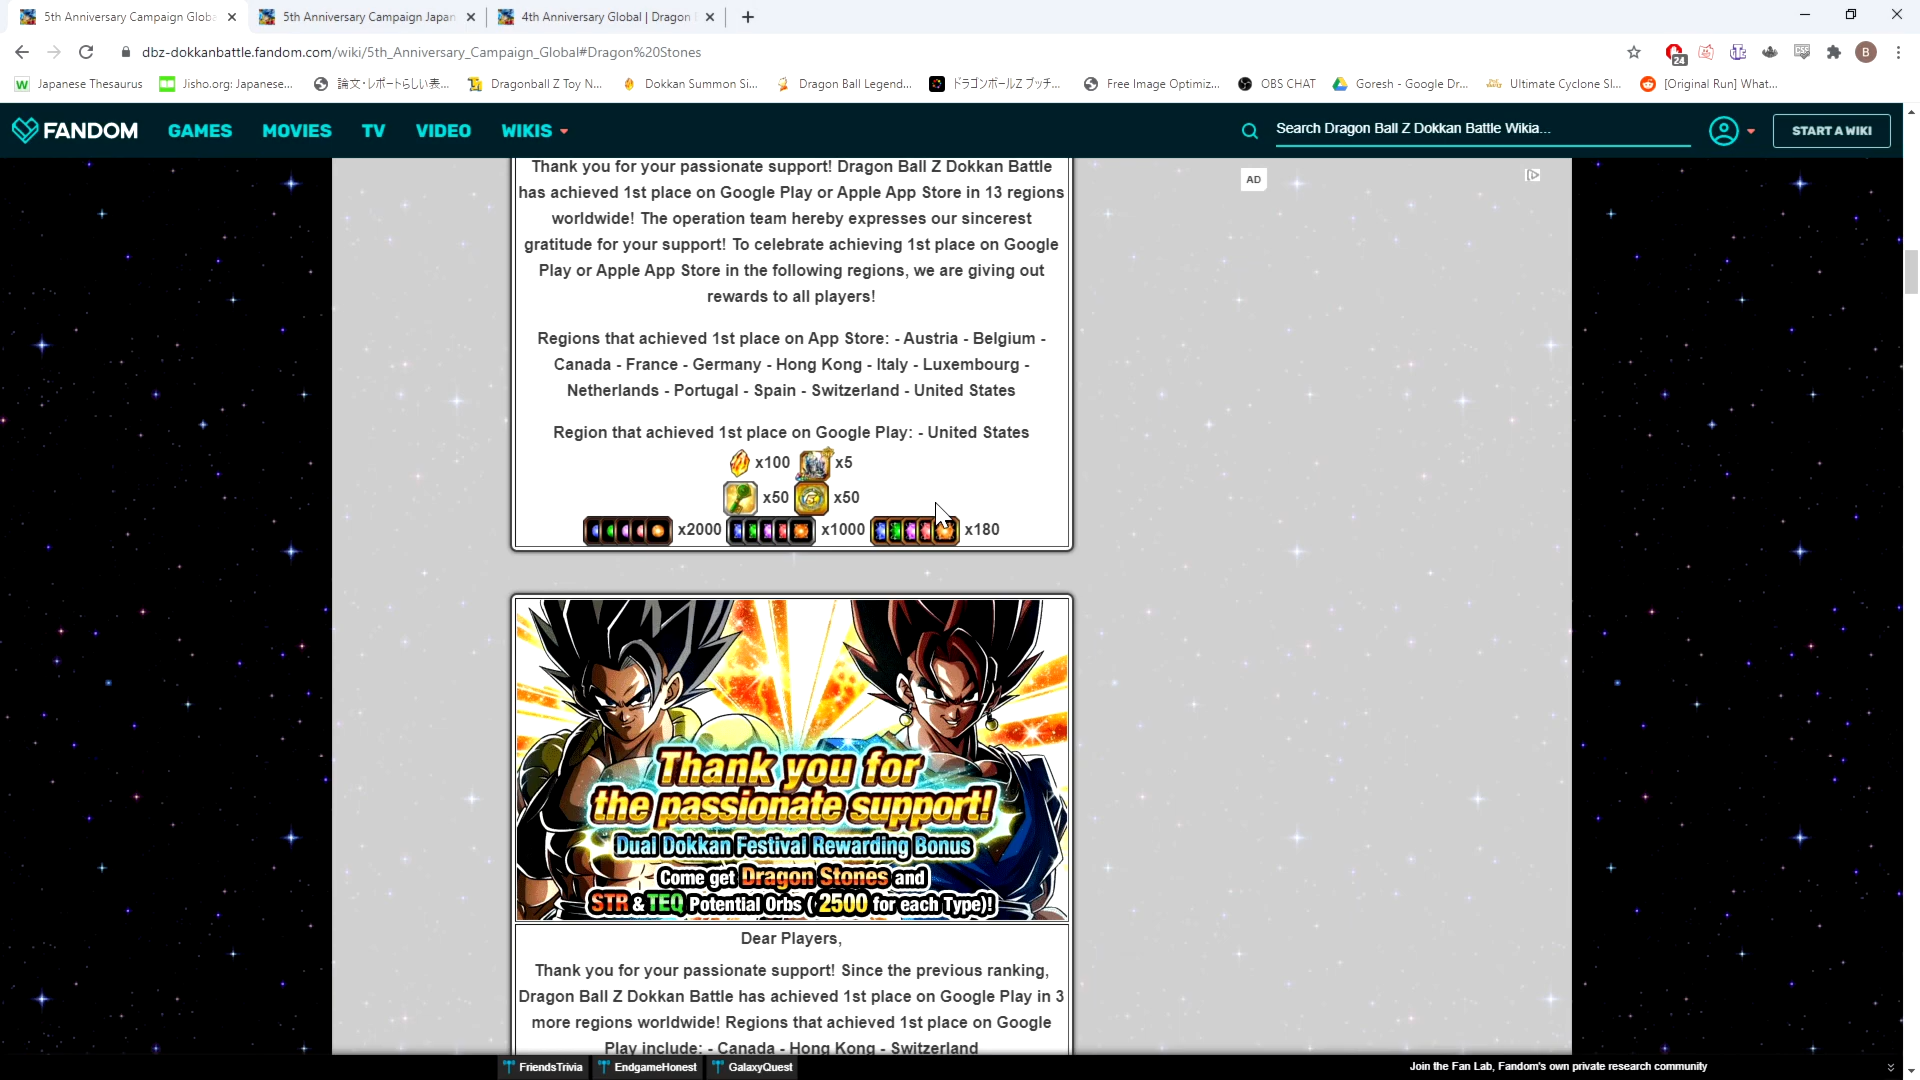 5th Anniversary Campaign Globa
5th Anniversary Campaign Japan
4th Anniversary Global | Dragon
dbz-dokkanbattle.fandom.com/wiki/5th_Anniversary_Campaign_Global#Dragon%20Stones
24
CSS
B
Japanese Thesaurus
Jisho.org: Japanese...
論文・レポートらしい表...
Dragonball Z Toy N...
Dokkan Summon Si...
Dragon Ball Legend...
ドラゴンボールZ ブッチ...
Free Image Optimiz...
OBS CHAT
Goresh - Google Dr...
Ultimate Cyclone Sl...
[Original Run] What...
FANDOM
GAMES
MOVIES
TV
VIDEO
WIKIS
Search Dragon Ball Z Dokkan Battle Wikia...
START A WIKI
AD
Thank you for your passionate support! Dragon Ball Z Dokkan Battle
has achieved 1st place on Google Play or Apple App Store in 13 regions
worldwide! The operation team hereby expresses our sincerest
gratitude for your support! To celebrate achieving 1st place on Google
Play or Apple App Store in the following regions, we are giving out
rewards to all players!
Regions that achieved 1st place on App Store: - Austria - Belgium -
Canada - France - Germany - Hong Kong - Italy - Luxembourg -
Netherlands - Portugal - Spain - Switzerland - United States
Region that achieved 1st place on Google Play: - United States
x100 x5
x50 x50
x2000 x1000 x180
Thank you for
the passionate support!
Dual Dokkan Festival Rewarding Bonus
Come get Dragon Stones and
STR & TEQ Potential Orbs (2500 for each Type)!
Dear Players,
Thank you for your passionate support! Since the previous ranking,
Dragon Ball Z Dokkan Battle has achieved 1st place on Google Play in 3
more regions worldwide! Regions that achieved 1st place on Google
Play include: - Canada - Hong Kong - Switzerland
FriendsTrivia
EndgameHonest
GalaxyQuest
Join the Fan Lab, Fandom's own private research community